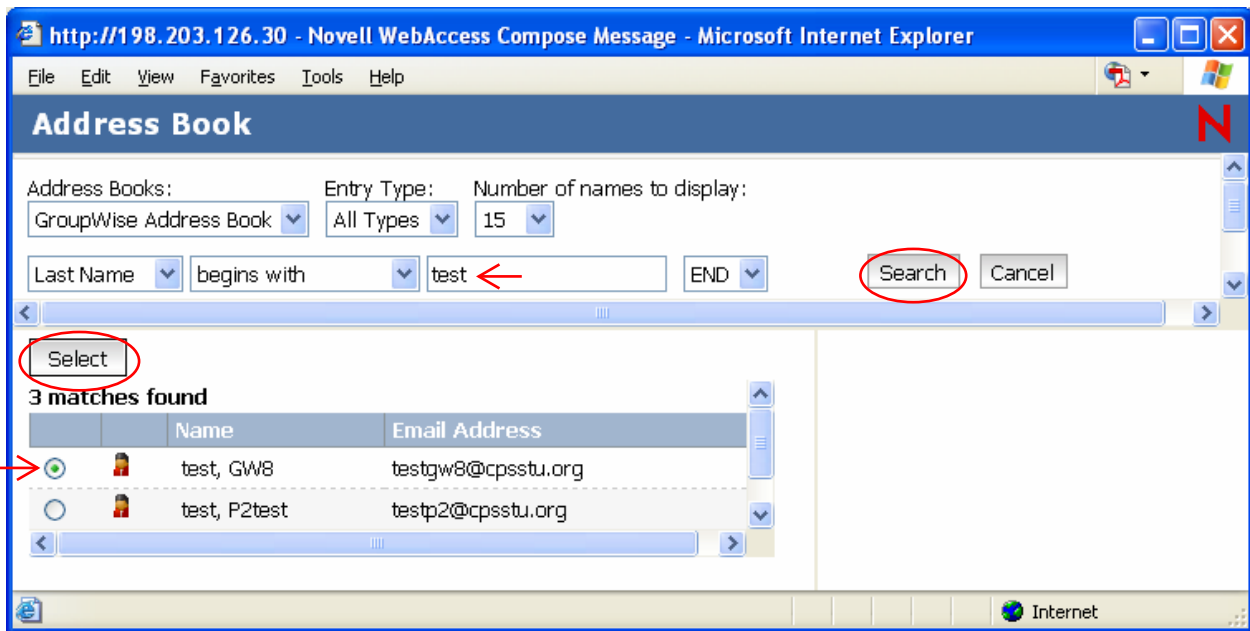 http://198.203.126.30 - Novell WebAccess Compose Message - Microsoft Internet Explorer
File Edit View Favorites Tools Help
Address Book N
Address Books: Entry Type: Number of names to display:
GroupWise Address Book All Types 15
Last Name begins with test END Search Cancel
Select
3 matches found
Name Email Address
test, GW8 testgw8@cpsstu.org
test, P2test testp2@cpsstu.org
Internet